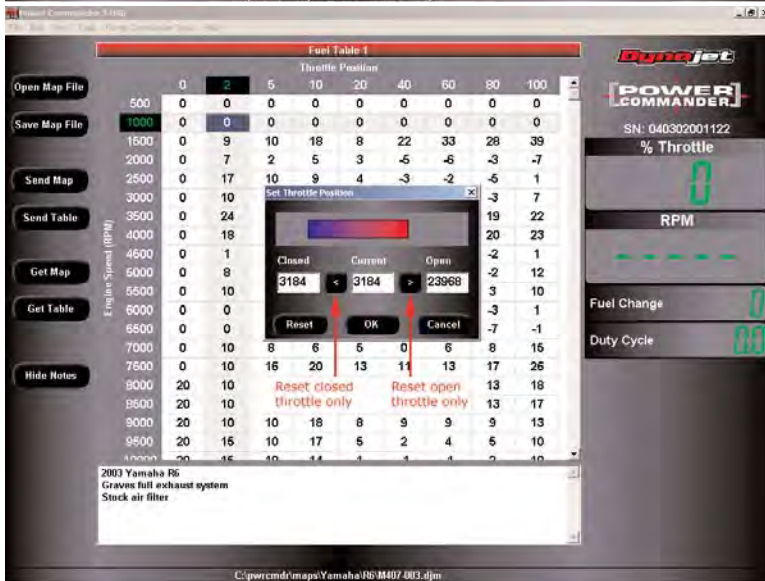 Power Commander 3 USB
Fuel Table 1
Throttle Position
0 2 5 10 20 40 60 80 100
Engine Speed (RPM)
500 0 0 0 0 0 0 0 0 0
1000 0 0 0 0 0 0 0 0 0
1500 0 9 10 18 8 22 33 28 39
2000 0 7 2 5 3 -5 -6 -3 -7
2500 0 17 10 9 4 -3 -2 -5 1
3000 0 10 -3 7
3500 0 24 19 22
4000 0 18 20 23
4500 0 1 -2 1
5000 0 8 -2 12
5500 0 10 3 10
6000 0 0 -3 1
6500 0 0 -7 -1
7000 0 10 8 6 5 0 6 8 15
7500 0 10 16 20 13 11 13 17 26
8000 20 10 13 18
8500 20 10 13 17
9000 20 10 10 18 8 9 9 9 13
9500 20 15 10 17 5 2 4 5 10
Open Map File
Save Map File
Send Map
Send Table
Get Map
Get Table
Hide Notes
Set Throttle Position
Closed Current Open
3184 < 3184 > 23968
Reset OK Cancel
Reset closed
throttle only
Reset open
throttle only
Dynojet
POWER
COMMANDER
SN: 040302001122
% Throttle
0
RPM
- - - - -
Fuel Change 0
Duty Cycle 0.0
2003 Yamaha R6
Graves full exhaust system
Stock air filter
C:\pwrcmdr\maps\Yamaha\R6\M407-003.djm